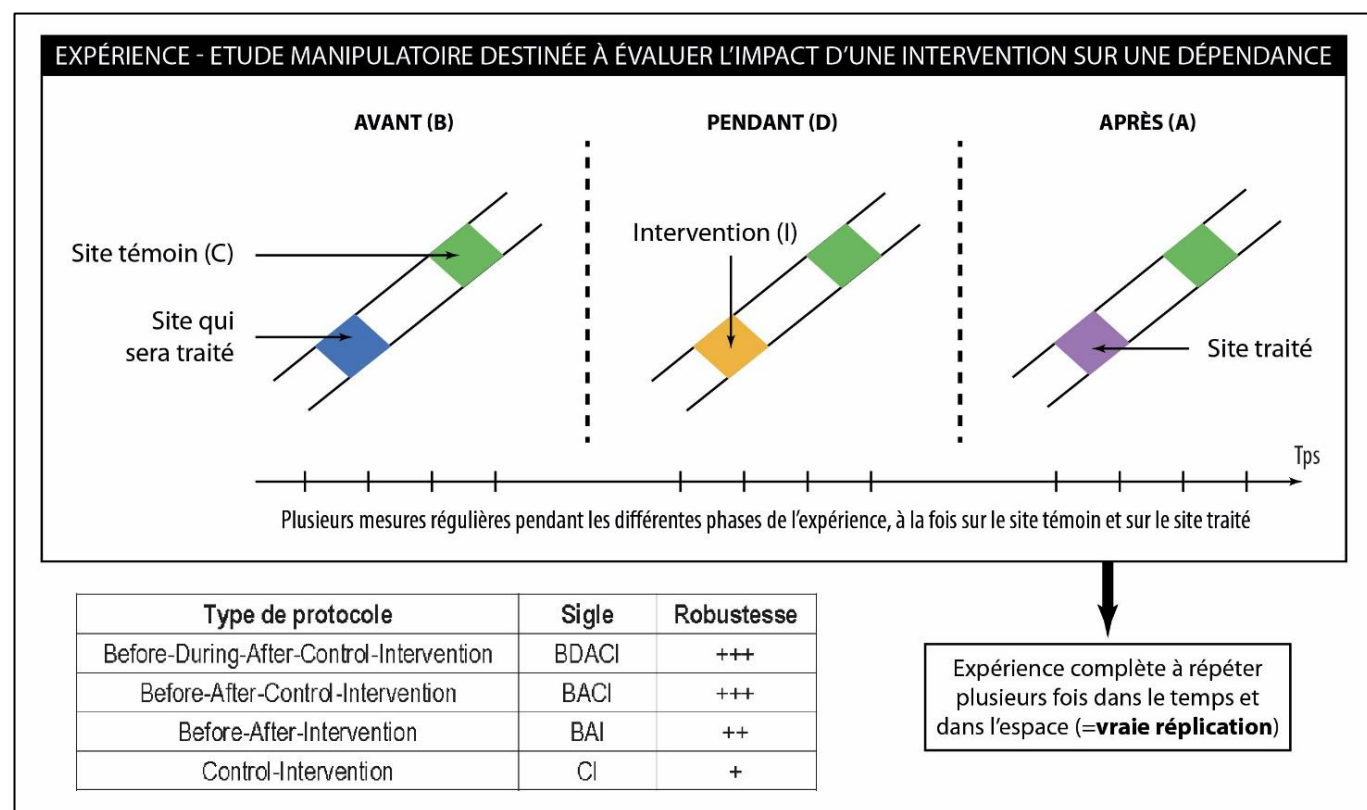 EXPÉRIENCE - ETUDE MANIPULATOIRE DESTINÉE À ÉVALUER L'IMPACT D'UNE INTERVENTION SUR UNE DÉPENDANCE
AVANT (B)
PENDANT (D)
APRÈS (A)
Site témoin (C)
Site qui
sera traité
Intervention (I)
Site traité
Tps
Plusieurs mesures régulières pendant les différentes phases de l'expérience, à la fois sur le site témoin et sur le site traité
Type de protocole Sigle Robustesse
Before-During-After-Control-Intervention BDACI +++
Before-After-Control-Intervention BACI +++
Before-After-Intervention BAI ++
Control-Intervention CI +
Expérience complète à répéter
plusieurs fois dans le temps et
dans l'espace (=vraie réplication)